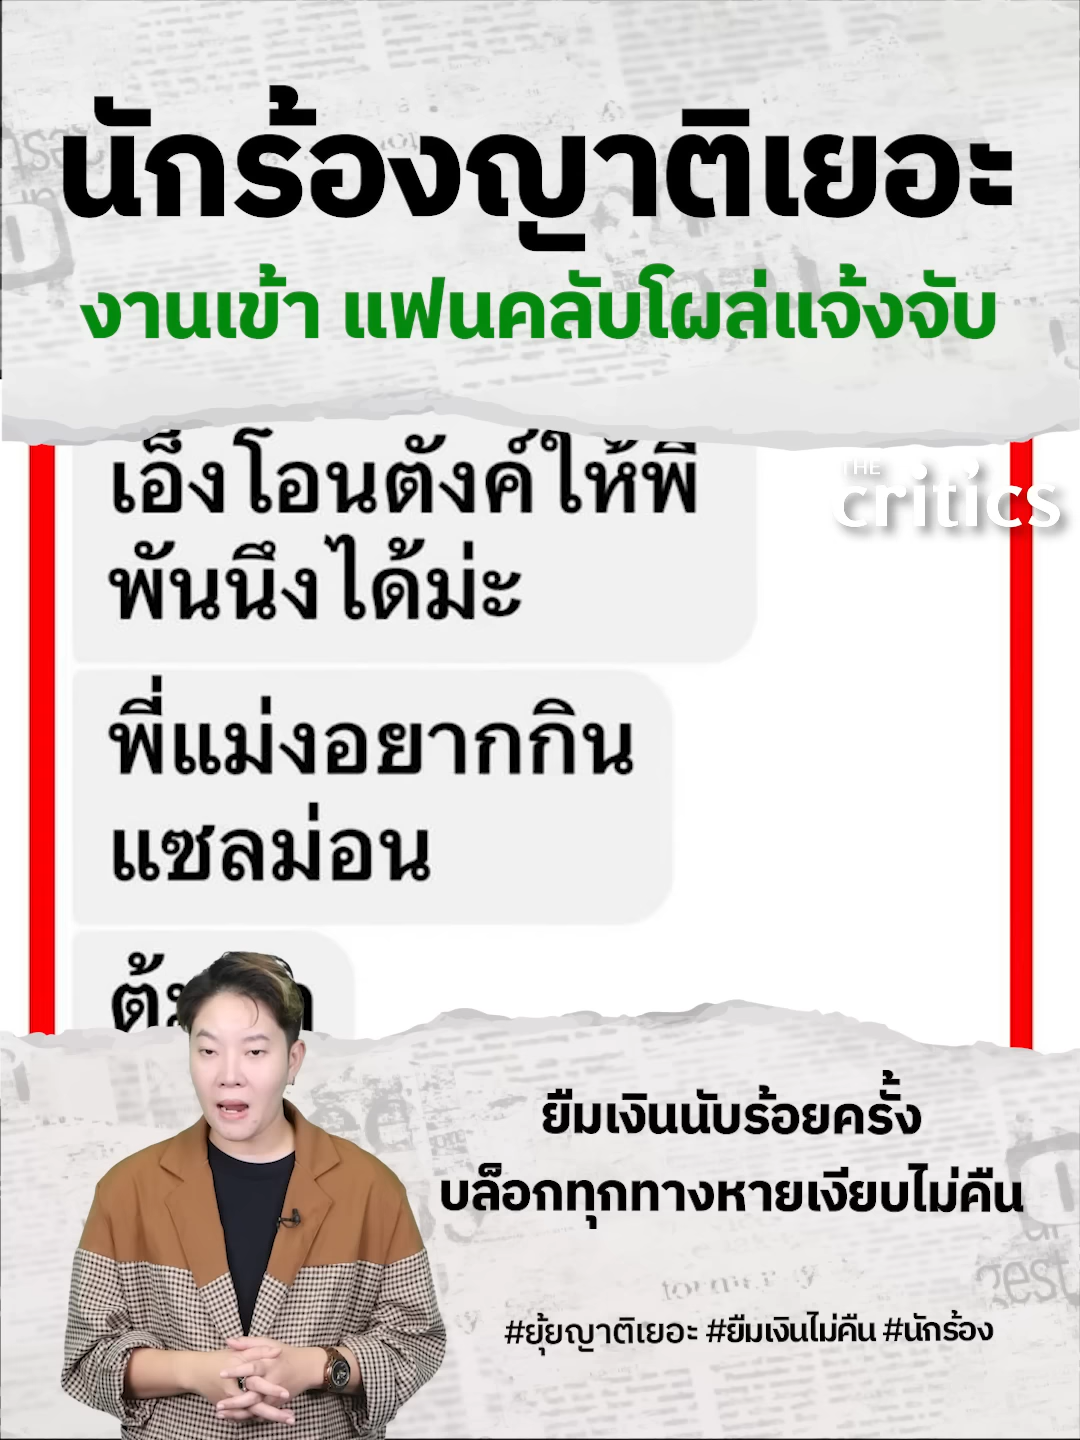 นักร้องญาติเยอะ
งานเข้า แฟนคลับโผล่แจ้งจับ
THE
critics
เอ็งโอนตังค์ให้พี่
พันนึงได้ม่ะ
พี่แม่งอยากกิน
แซลม่อน
ยืมเงินนับร้อยครั้ง
บล็อกทุกทางหายเงียบไม่คืน
#ยุ้ยญาติเยอะ #ยืมเงินไม่คืน #นักร้อง